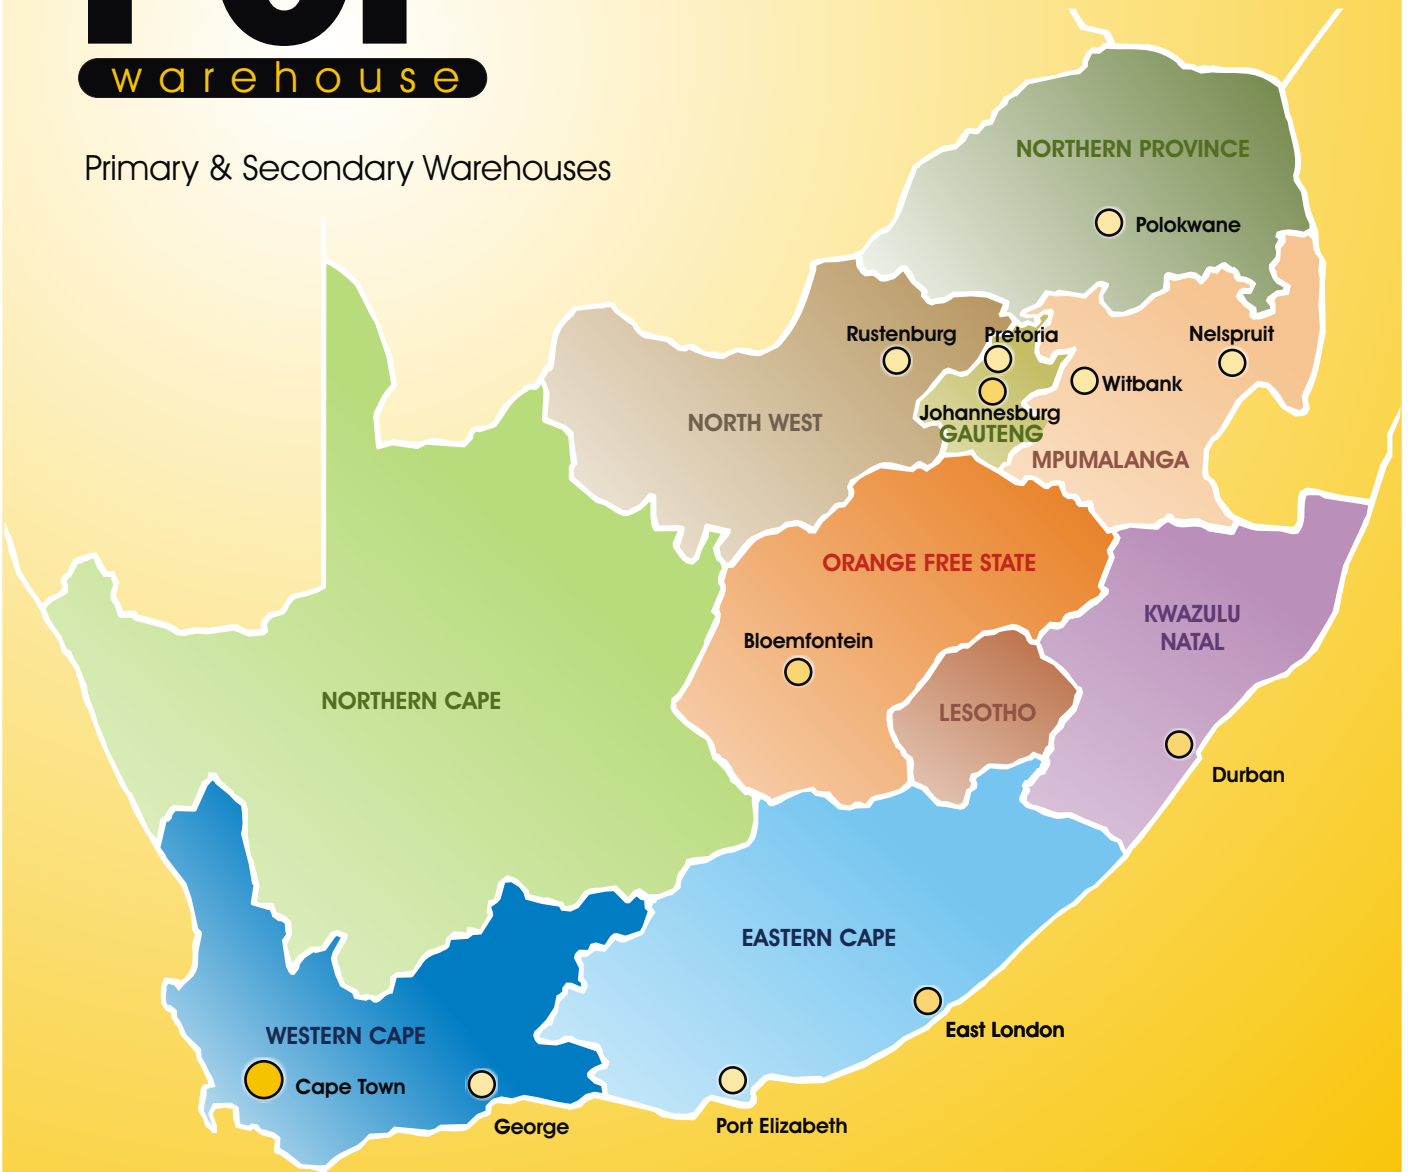 warehouse
Primary & Secondary Warehouses
NORTHERN PROVINCE
Polokwane
Rustenburg
Pretoria
Nelspruit
Witbank
Johannesburg
GAUTENG
NORTH WEST
MPUMALANGA
ORANGE FREE STATE
KWAZULU
NATAL
Bloemfontein
NORTHERN CAPE
LESOTHO
Durban
EASTERN CAPE
East London
WESTERN CAPE
Cape Town
George
Port Elizabeth